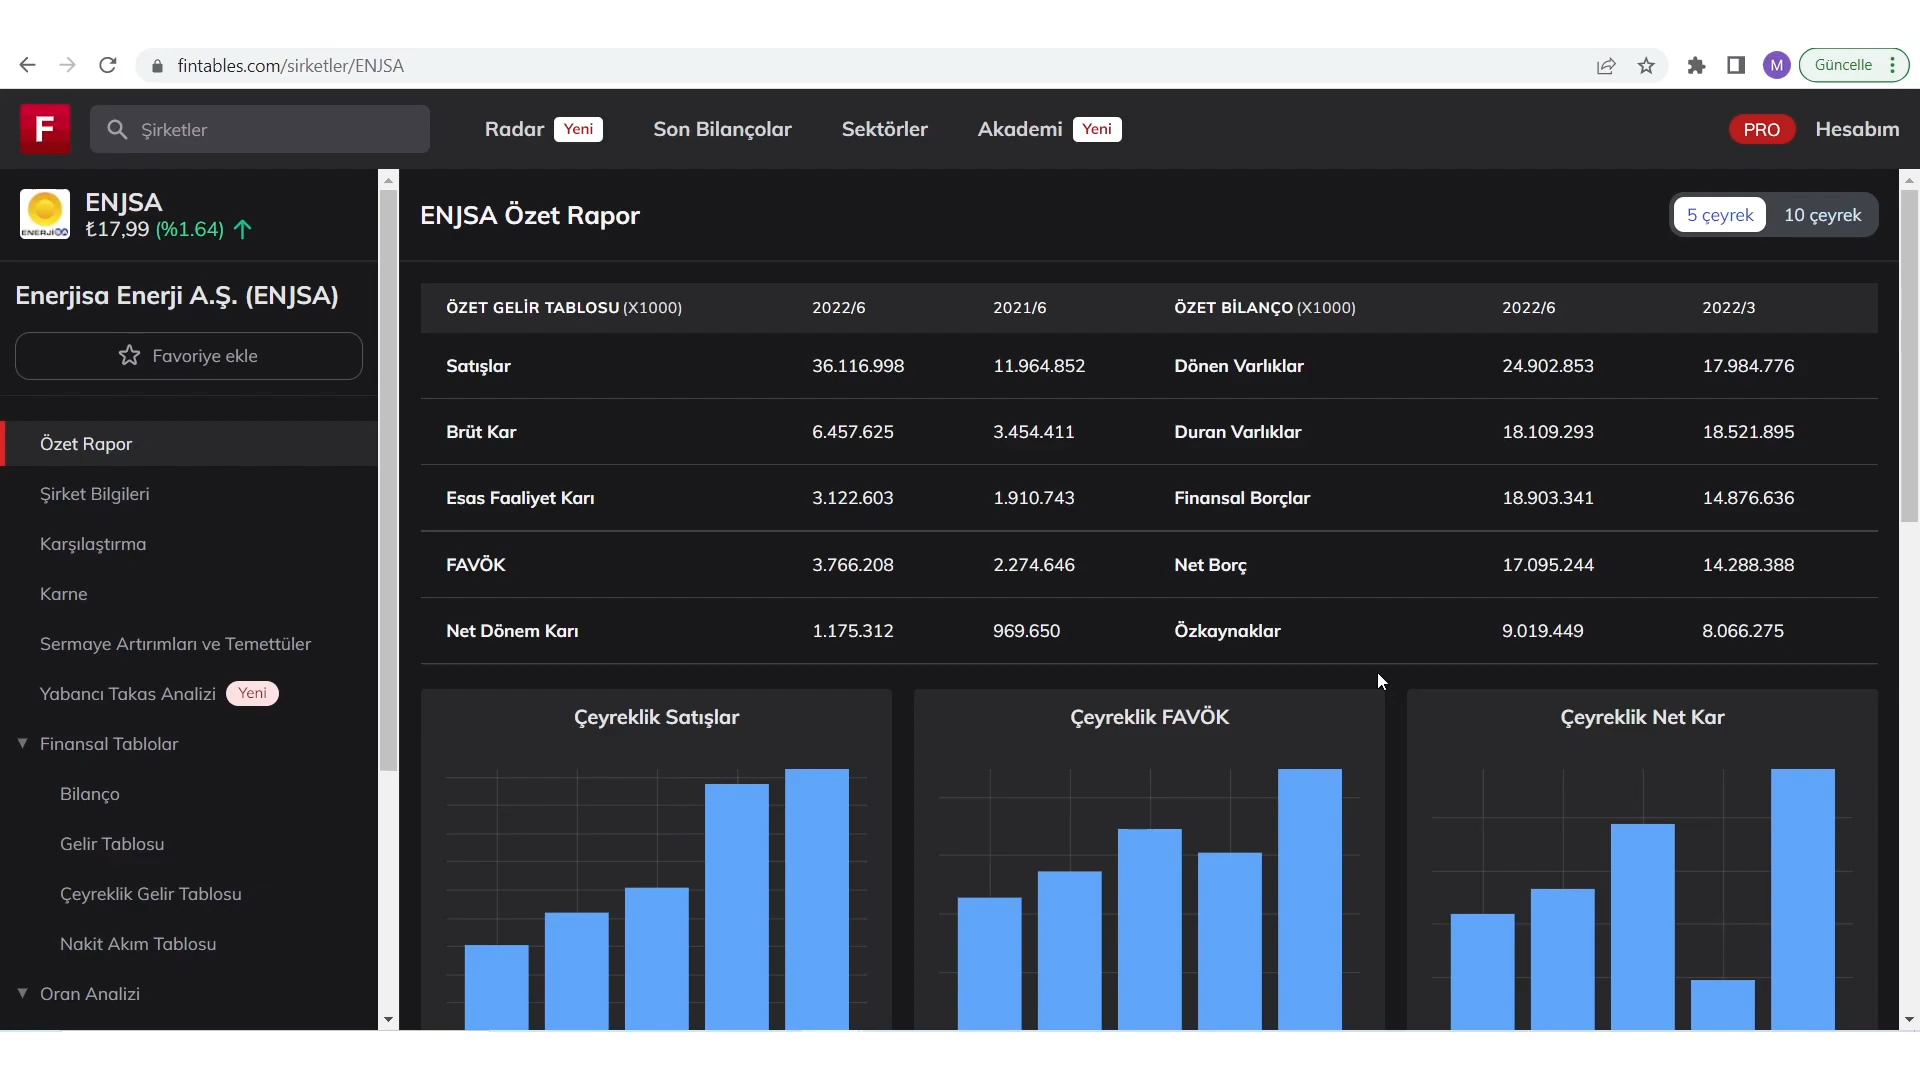 fintables.com/sirketler/ENJSA
M
Güncelle
F
Şirketler
Radar Yeni
Son Bilançolar
Sektörler
Akademi Yeni
PRO
Hesabım
ENERJİSA
ENJSA
₺17,99 (%1.64)
Enerjisa Enerji A.Ş. (ENJSA)
Favoriye ekle
Özet Rapor
Şirket Bilgileri
Karşılaştırma
Karne
Sermaye Artırımları ve Temettüler
Yabancı Takas Analizi Yeni
Finansal Tablolar
Bilanço
Gelir Tablosu
Çeyreklik Gelir Tablosu
Nakit Akım Tablosu
Oran Analizi
ENJSA Özet Rapor
5 çeyrek 10 çeyrek
ÖZET GELİR TABLOSU (X1000) 2022/6 2021/6 ÖZET BİLANÇO (X1000) 2022/6 2022/3
Satışlar 36.116.998 11.964.852 Dönen Varlıklar 24.902.853 17.984.776
Brüt Kar 6.457.625 3.454.411 Duran Varlıklar 18.109.293 18.521.895
Esas Faaliyet Karı 3.122.603 1.910.743 Finansal Borçlar 18.903.341 14.876.636
FAVÖK 3.766.208 2.274.646 Net Borç 17.095.244 14.288.388
Net Dönem Karı 1.175.312 969.650 Özkaynaklar 9.019.449 8.066.275
Çeyreklik Satışlar
Çeyreklik FAVÖK
Çeyreklik Net Kar